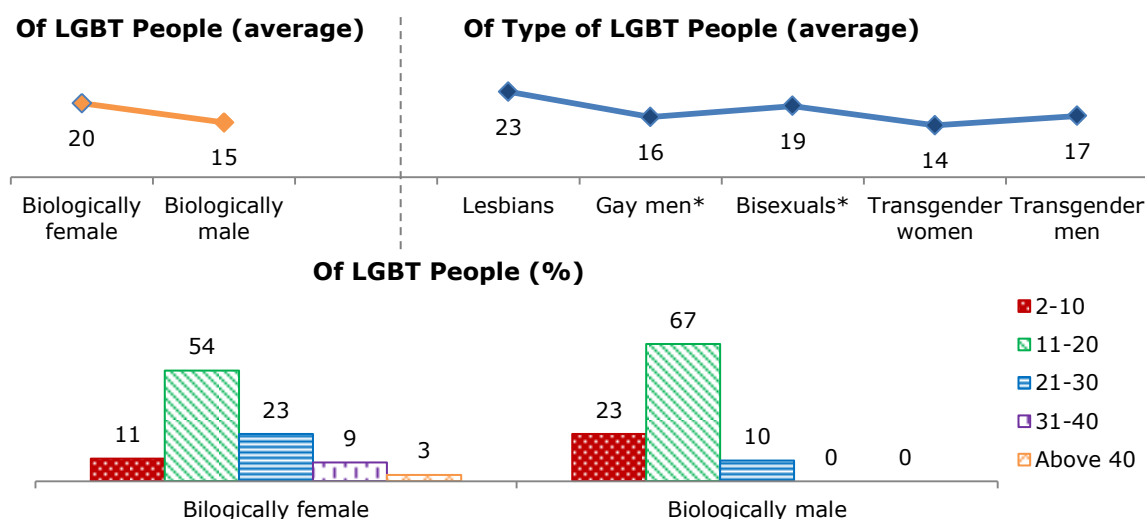 Of LGBT People (average)
Of Type of LGBT People (average)
20
15
23
16
19
14
17
Biologically female
Biologically male
Lesbians
Gay men*
Bisexuals*
Transgender women
Transgender men
Of LGBT People (%)
11
54
23
9
3
23
67
10
0
0
Bilogically female
Biologically male
2-10
11-20
21-30
31-40
Above 40